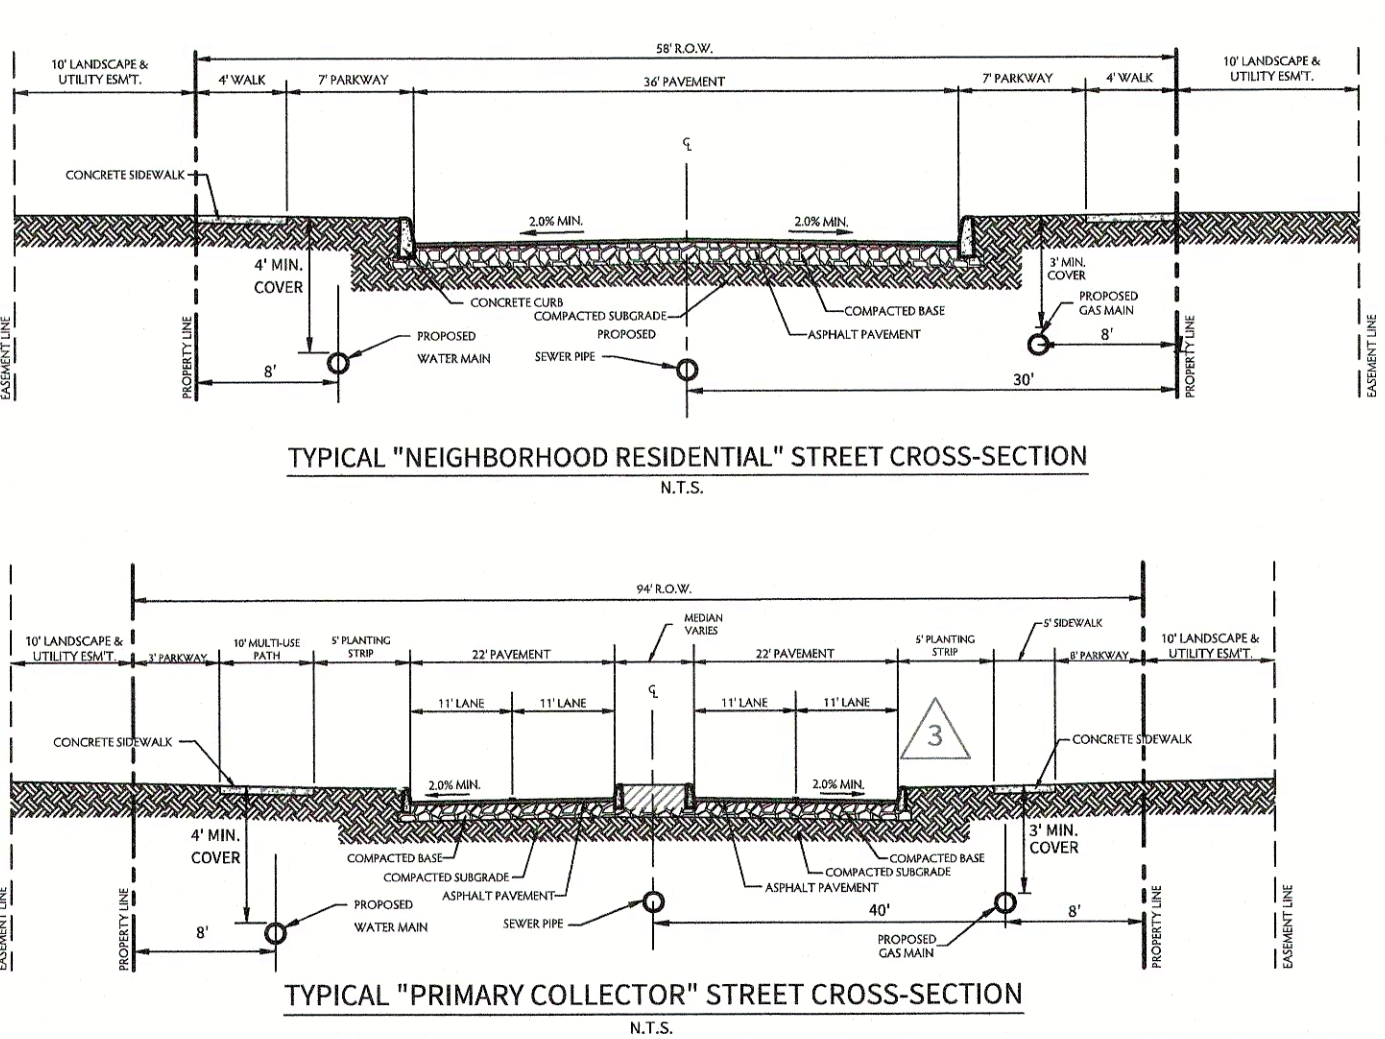 58' R.O.W.
10' LANDSCAPE &
UTILITY ESM'T.
4' WALK
7' PARKWAY
36' PAVEMENT
7' PARKWAY
4' WALK
10' LANDSCAPE &
UTILITY ESM'T.
℄
CONCRETE SIDEWALK
2.0% MIN.
2.0% MIN.
4' MIN.
COVER
3' MIN.
COVER
CONCRETE CURB
COMPACTED SUBGRADE
COMPACTED BASE
ASPHALT PAVEMENT
PROPOSED
GAS MAIN
PROPOSED
WATER MAIN
PROPOSED
SEWER PIPE
8'
8'
30'
EASEMENT LINE
PROPERTY LINE
PROPERTY LINE
EASEMENT LINE
TYPICAL "NEIGHBORHOOD RESIDENTIAL" STREET CROSS-SECTION
N.T.S.
94' R.O.W.
10' LANDSCAPE &
UTILITY ESM'T.
3' PARKWAY
10' MULTI-USE
PATH
5' PLANTING
STRIP
22' PAVEMENT
MEDIAN
VARIES
22' PAVEMENT
5' PLANTING
STRIP
5' SIDEWALK
8' PARKWAY
10' LANDSCAPE &
UTILITY ESM'T.
℄
11' LANE
11' LANE
11' LANE
11' LANE
3
CONCRETE SIDEWALK
CONCRETE SIDEWALK
2.0% MIN.
2.0% MIN.
4' MIN.
COVER
3' MIN.
COVER
COMPACTED BASE
COMPACTED SUBGRADE
ASPHALT PAVEMENT
COMPACTED BASE
COMPACTED SUBGRADE
ASPHALT PAVEMENT
PROPOSED
WATER MAIN
SEWER PIPE
PROPOSED
GAS MAIN
8'
40'
8'
EASEMENT LINE
PROPERTY LINE
PROPERTY LINE
EASEMENT LINE
TYPICAL "PRIMARY COLLECTOR" STREET CROSS-SECTION
N.T.S.